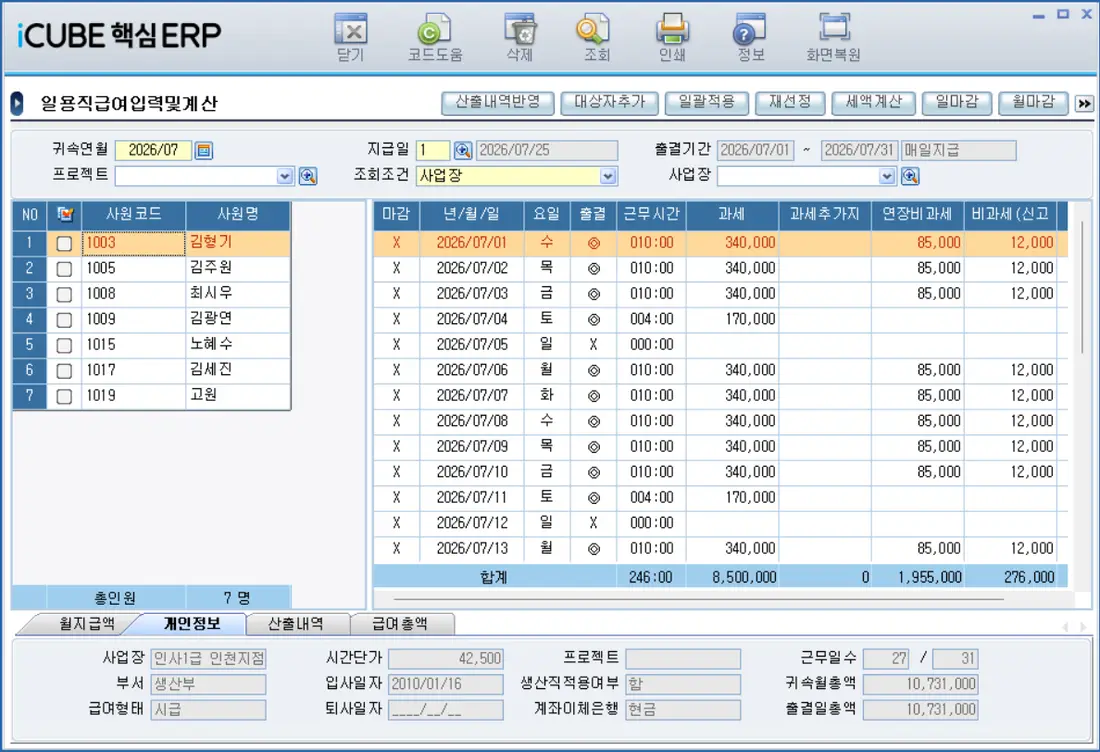 iCUBE 핵심ERP
닫기 코드도움 삭제 조회 인쇄 정보 화면복원
일용직급여입력및계산 산출내역반영 대상자추가 일괄적용 재선정 세액계산 일마감 월마감
귀속연월 2026/07 지급일 1 2026/07/25 출결기간 2026/07/01 ~ 2026/07/31 매일지급
프로젝트 조회조건 사업장 사업장
NO 사원코드 사원명
1 1003 김형기
2 1005 김주원
3 1008 최시우
4 1009 김광연
5 1015 노혜수
6 1017 김세진
7 1019 고원
총인원 7 명
마감 년/월/일 요일 출결 근무시간 과세 과세추가지 연장비과세 비과세(신고
X 2026/07/01 수 ◎ 010:00 340,000 85,000 12,000
X 2026/07/02 목 ◎ 010:00 340,000 85,000 12,000
X 2026/07/03 금 ◎ 010:00 340,000 85,000 12,000
X 2026/07/04 토 ◎ 004:00 170,000
X 2026/07/05 일 X 000:00
X 2026/07/06 월 ◎ 010:00 340,000 85,000 12,000
X 2026/07/07 화 ◎ 010:00 340,000 85,000 12,000
X 2026/07/08 수 ◎ 010:00 340,000 85,000 12,000
X 2026/07/09 목 ◎ 010:00 340,000 85,000 12,000
X 2026/07/10 금 ◎ 010:00 340,000 85,000 12,000
X 2026/07/11 토 ◎ 004:00 170,000
X 2026/07/12 일 X 000:00
X 2026/07/13 월 ◎ 010:00 340,000 85,000 12,000
합계 246:00 8,500,000 0 1,955,000 276,000
월지급액 개인정보 산출내역 급여총액
사업장 인사1급 인천지점 시간단가 42,500 프로젝트 근무일수 27 / 31
부서 생산부 입사일자 2010/01/16 생산직적용여부 함 귀속월총액 10,731,000
급여형태 시급 퇴사일자 ____/__/__ 계좌이체은행 현금 출결일총액 10,731,000